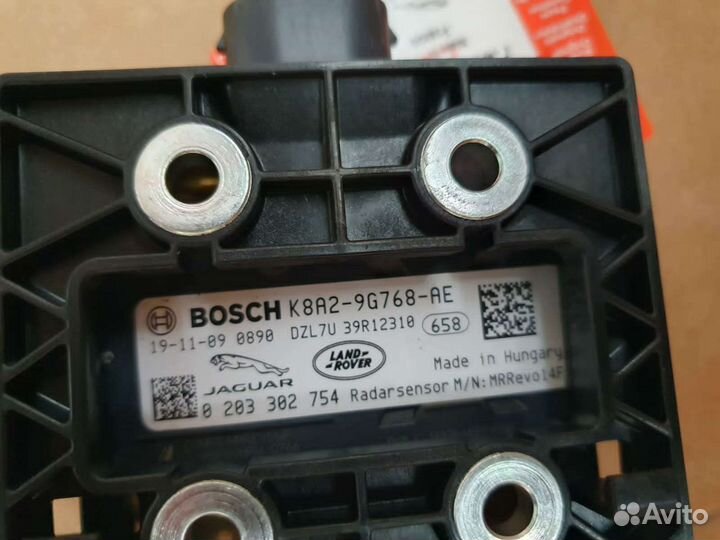 BOSCH K8A2-9G768-AE
19-11-09 0890 DZL7U 39R12310 658
JAGUAR LAND-ROVER Made in Hungary
0 203 302 754 Radarsensor M/N:MRRevo14F
Avito